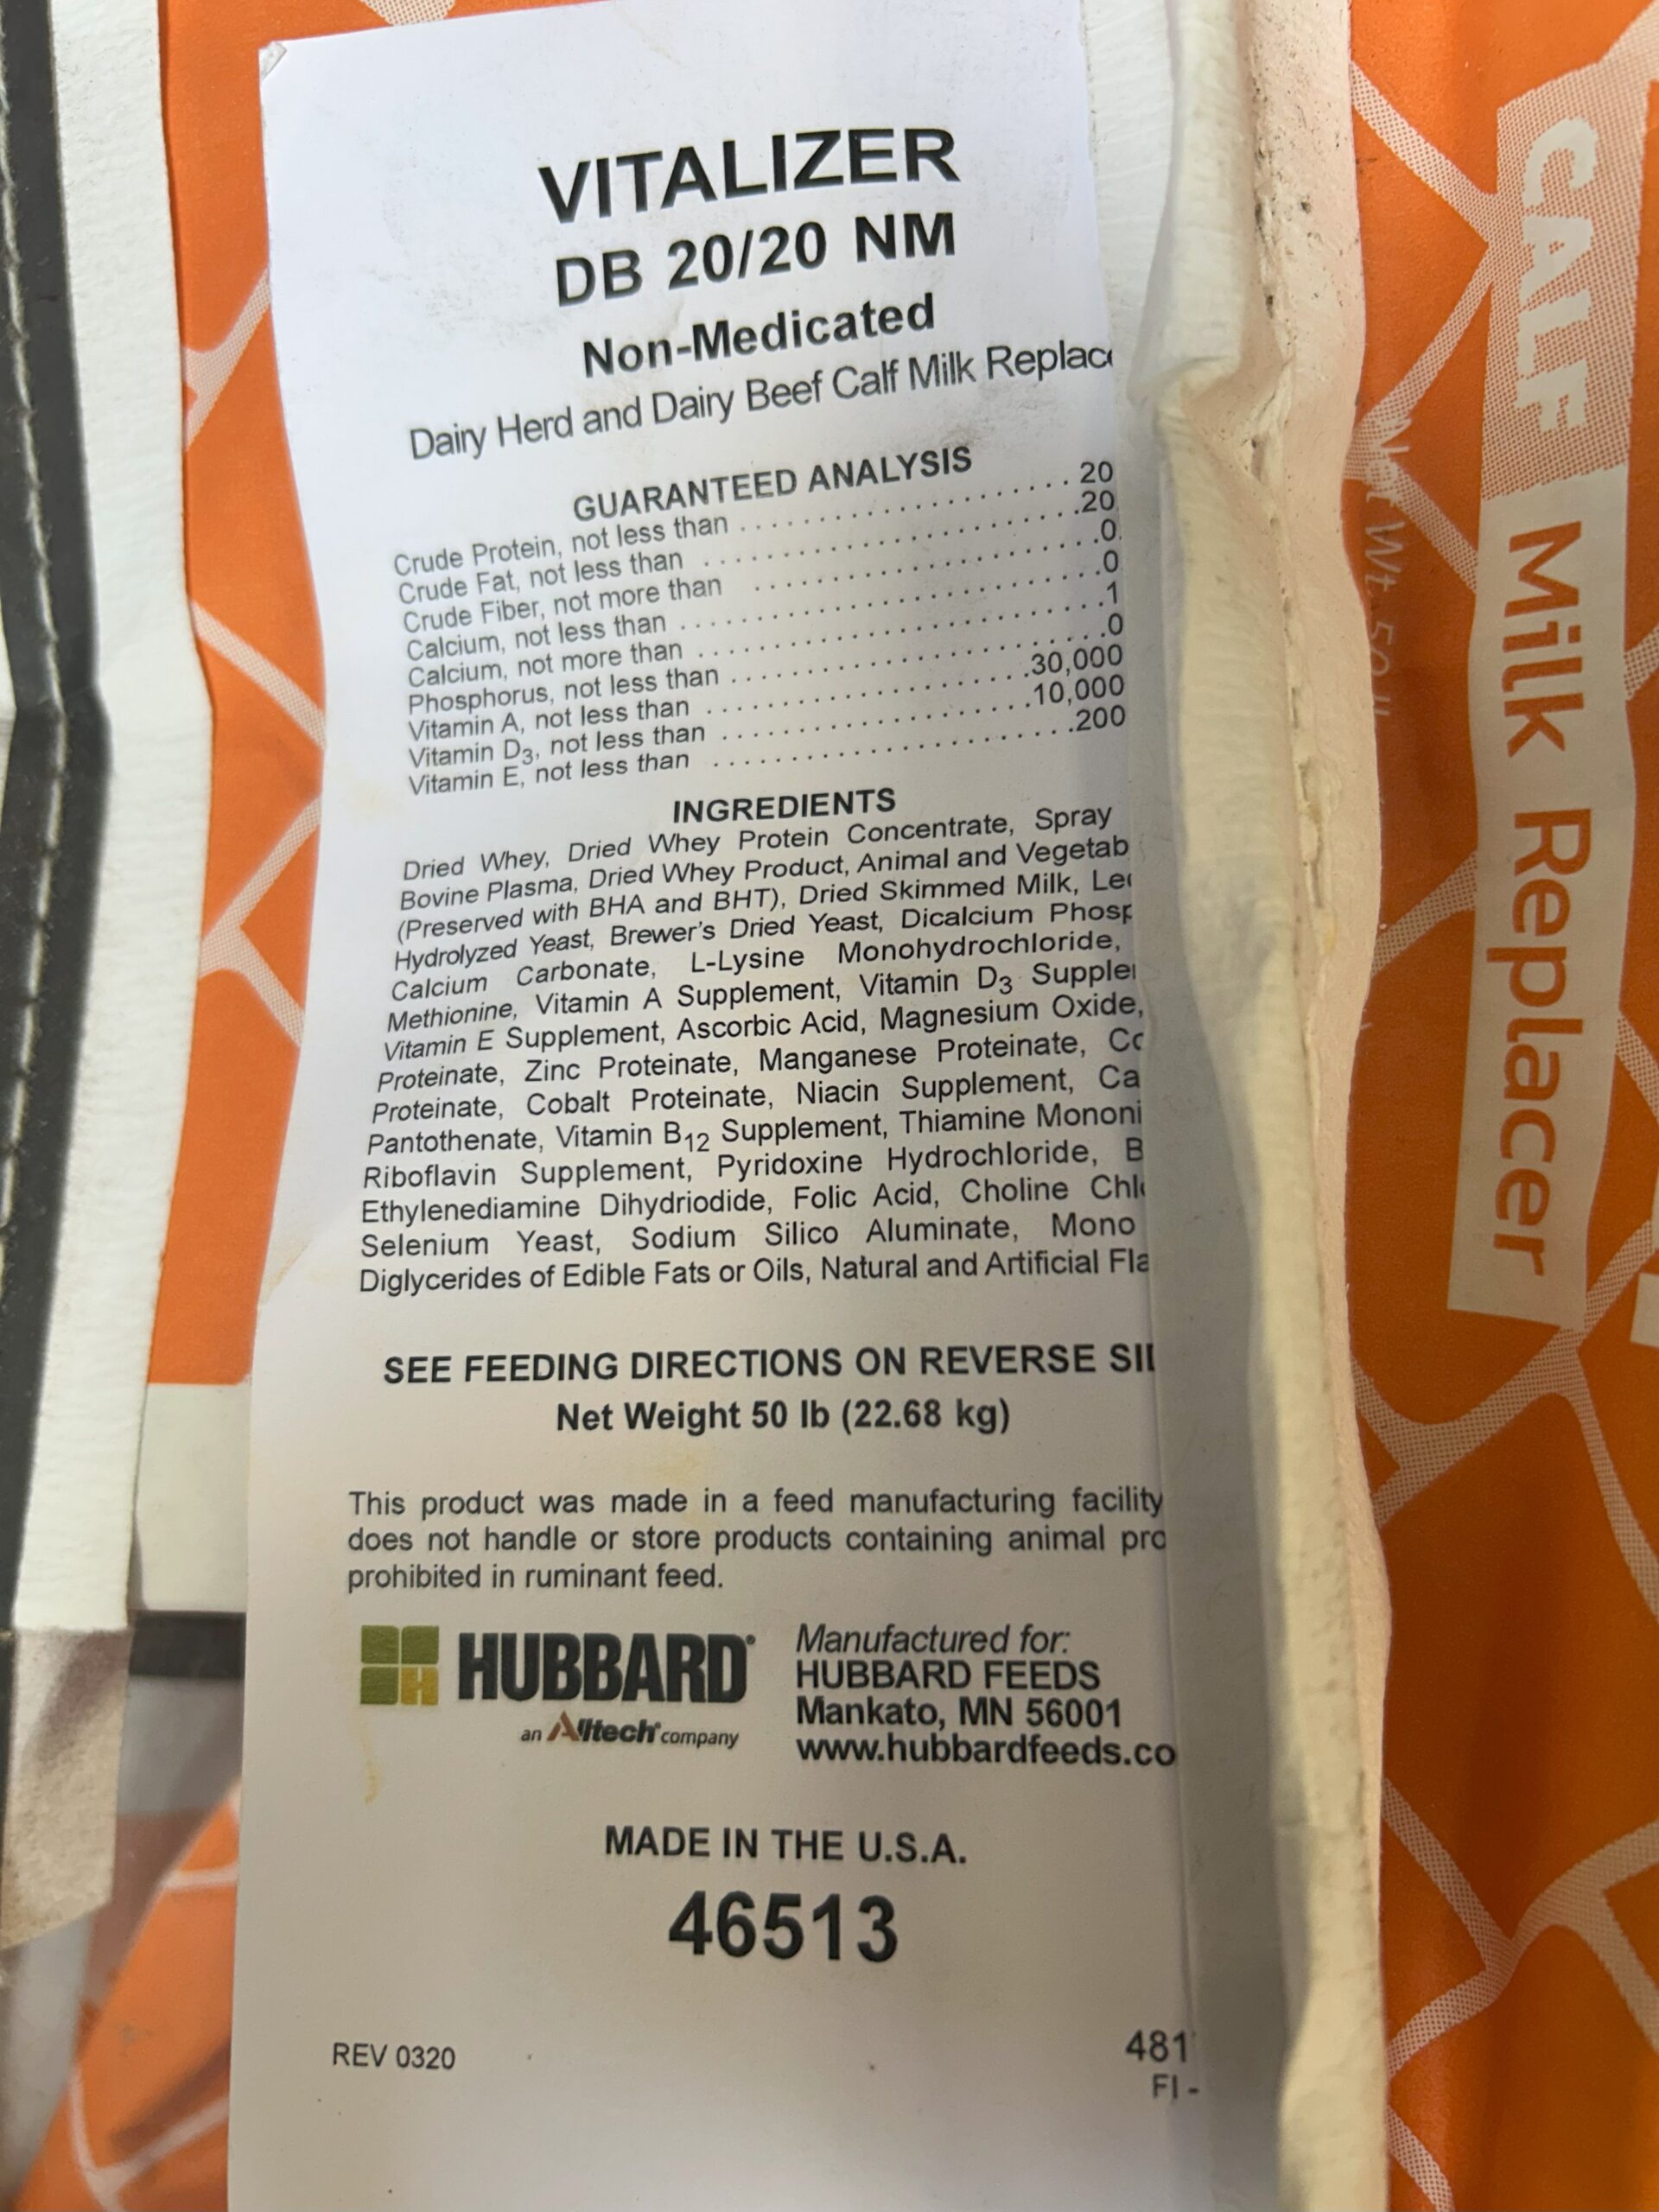 VITALIZER
DB 20/20 NM
Non-Medicated
Dairy Herd and Dairy Beef Calf Milk Replac
GUARANTEED ANALYSIS
Crude Protein, not less than . . . . . . . . . . . . . . . . . . . . 20
Crude Fat, not less than . . . . . . . . . . . . . . . . . . . . . . .20
Crude Fiber, not more than . . . . . . . . . . . . . . . . . . . . .0.
Calcium, not less than . . . . . . . . . . . . . . . . . . . . . . . . .0
Calcium, not more than . . . . . . . . . . . . . . . . . . . . . . . .1
Phosphorus, not less than . . . . . . . . . . . . . . . . . . . . . .0
Vitamin A, not less than . . . . . . . . . . . . . . . . . . .30,000
Vitamin D3, not less than . . . . . . . . . . . . . . . . . .10,000
Vitamin E, not less than . . . . . . . . . . . . . . . . . . . . .200
INGREDIENTS
Dried Whey, Dried Whey Protein Concentrate, Spray
Bovine Plasma, Dried Whey Product, Animal and Vegetab
(Preserved with BHA and BHT), Dried Skimmed Milk, Le
Hydrolyzed Yeast, Brewer's Dried Yeast, Dicalcium Phosp
Calcium Carbonate, L-Lysine Monohydrochloride,
Methionine, Vitamin A Supplement, Vitamin D3 Supple
Vitamin E Supplement, Ascorbic Acid, Magnesium Oxide,
Proteinate, Zinc Proteinate, Manganese Proteinate, Co
Proteinate, Cobalt Proteinate, Niacin Supplement, Ca
Pantothenate, Vitamin B12 Supplement, Thiamine Mononi
Riboflavin Supplement, Pyridoxine Hydrochloride, B
Ethylenediamine Dihydriodide, Folic Acid, Choline Chl
Selenium Yeast, Sodium Silico Aluminate, Mono
Diglycerides of Edible Fats or Oils, Natural and Artificial Fla
SEE FEEDING DIRECTIONS ON REVERSE SI
Net Weight 50 lb (22.68 kg)
This product was made in a feed manufacturing facility
does not handle or store products containing animal pro
prohibited in ruminant feed.
HUBBARD
an Alltech company
Manufactured for:
HUBBARD FEEDS
Mankato, MN 56001
www.hubbardfeeds.co
MADE IN THE U.S.A.
46513
REV 0320
481
FI -
CALF
Milk Replacer
Net Wt. 50